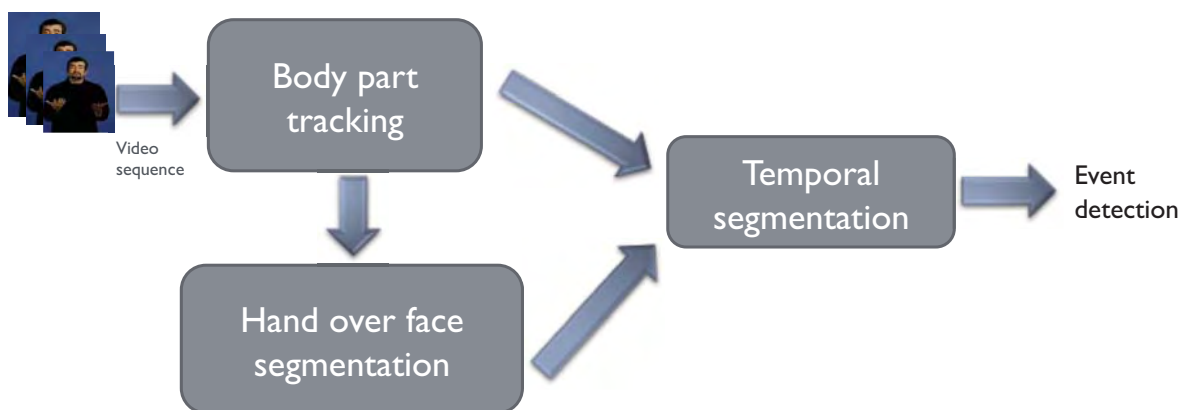 Body part
tracking
Video
sequence
Temporal
segmentation
Event
detection
Hand over face
segmentation